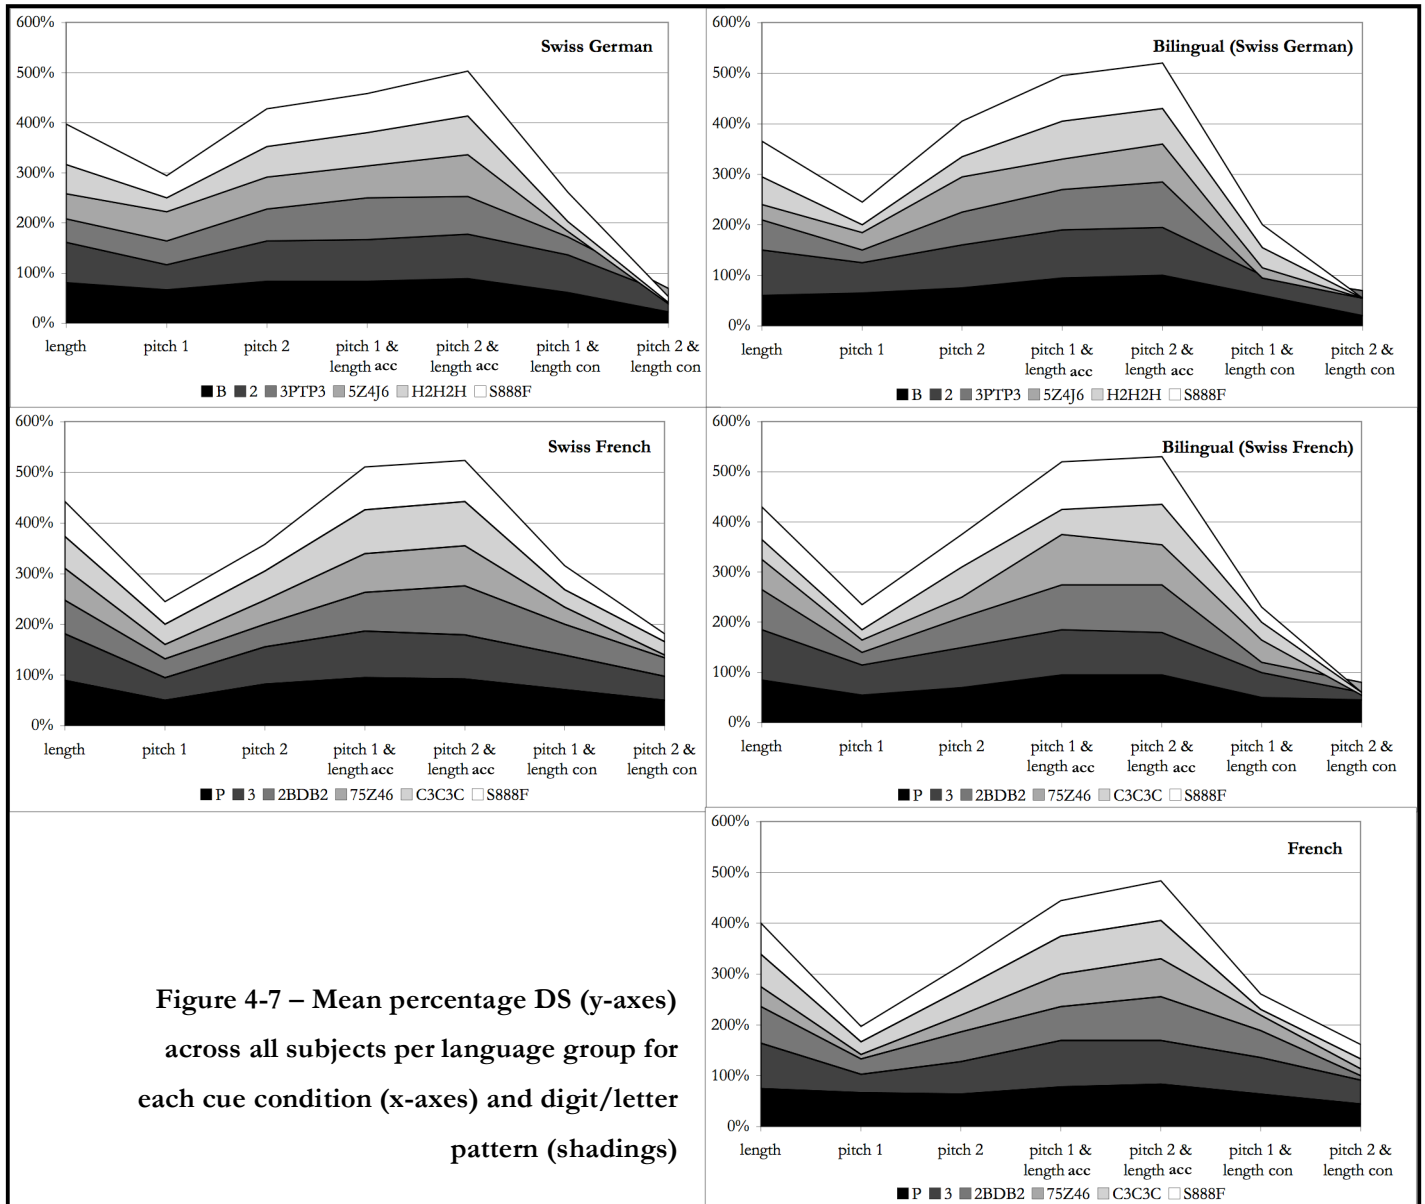 600%
500%
400%
300%
200%
100%
0%
Swiss German
length pitch 1 pitch 2 pitch 1 & pitch 2 & pitch 1 & pitch 2 &
length acc length acc length con length con
B 2 3PTP3 5Z4J6 H2H2H S888F
600%
500%
400%
300%
200%
100%
0%
Bilingual (Swiss German)
length pitch 1 pitch 2 pitch 1 & pitch 2 & pitch 1 & pitch 2 &
length acc length acc length con length con
B 2 3PTP3 5Z4J6 H2H2H S888F
600%
500%
400%
300%
200%
100%
0%
Swiss French
length pitch 1 pitch 2 pitch 1 & pitch 2 & pitch 1 & pitch 2 &
length acc length acc length con length con
P 3 2BDB2 75Z46 C3C3C S888F
600%
500%
400%
300%
200%
100%
0%
Bilingual (Swiss French)
length pitch 1 pitch 2 pitch 1 & pitch 2 & pitch 1 & pitch 2 &
length acc length acc length con length con
P 3 2BDB2 75Z46 C3C3C S888F
Figure 4-7 – Mean percentage DS (y-axes)
across all subjects per language group for
each cue condition (x-axes) and digit/letter
pattern (shadings)
600%
500%
400%
300%
200%
100%
0%
French
length pitch 1 pitch 2 pitch 1 & pitch 2 & pitch 1 & pitch 2 &
length acc length acc length con length con
P 3 2BDB2 75Z46 C3C3C S888F